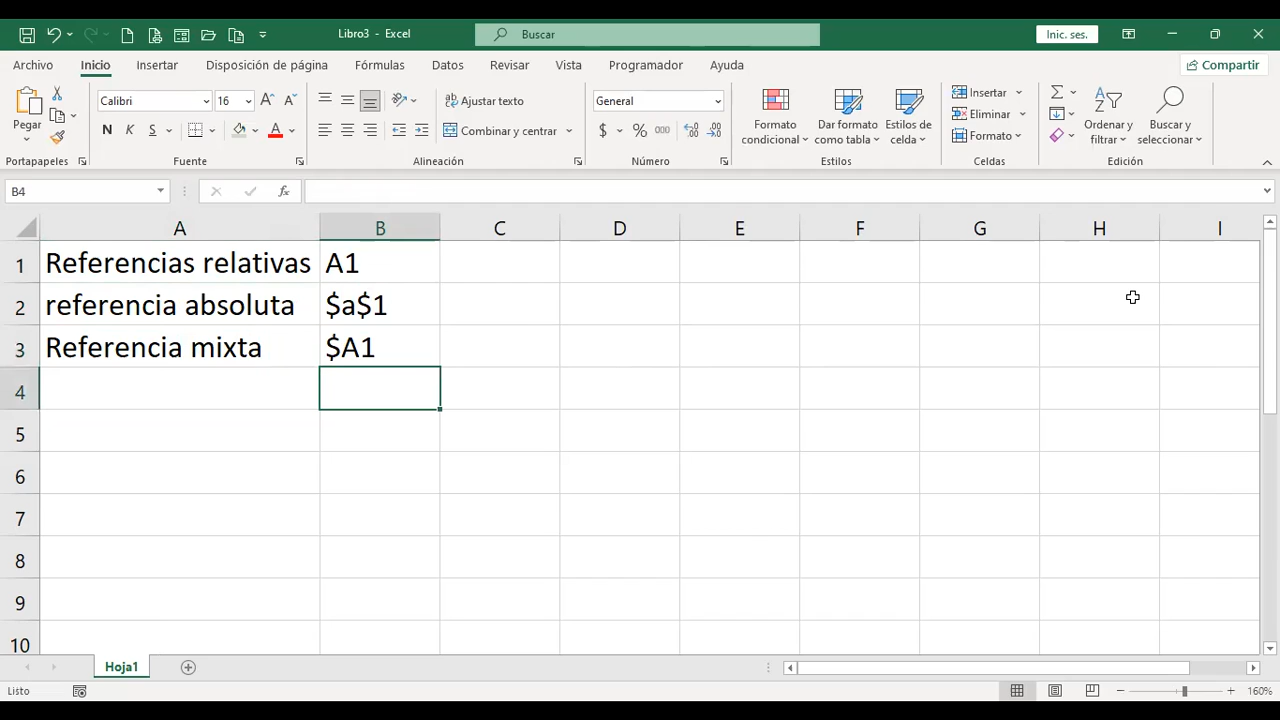 Libro3 - Excel
Buscar
Inic. ses.
Archivo Inicio Insertar Disposición de página Fórmulas Datos Revisar Vista Programador Ayuda Compartir
Pegar
Portapapeles
Calibri 16
N K S
Fuente
Ajustar texto
Combinar y centrar
Alineación
General
$ % 000
Número
Formato condicional
Dar formato como tabla
Estilos de celda
Estilos
Insertar
Eliminar
Formato
Celdas
Ordenar y filtrar
Buscar y seleccionar
Edición
B4 fx
A B C D E F G H I
1 Referencias relativas A1
2 referencia absoluta $a$1
3 Referencia mixta $A1
4
5
6
7
8
9
10
Hoja1
Listo 160%